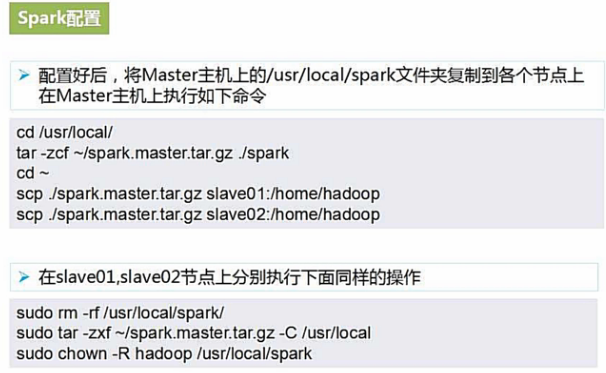 Spark配置
配置好后，将Master主机上的/usr/local/spark文件夹复制到各个节点上
在Master主机上执行如下命令
cd /usr/local/
tar -zcf ~/spark.master.tar.gz ./spark
cd ~
scp ./spark.master.tar.gz slave01:/home/hadoop
scp ./spark.master.tar.gz slave02:/home/hadoop
在slave01,slave02节点上分别执行下面同样的操作
sudo rm -rf /usr/local/spark/
sudo tar -zxf ~/spark.master.tar.gz -C /usr/local
sudo chown -R hadoop /usr/local/spark